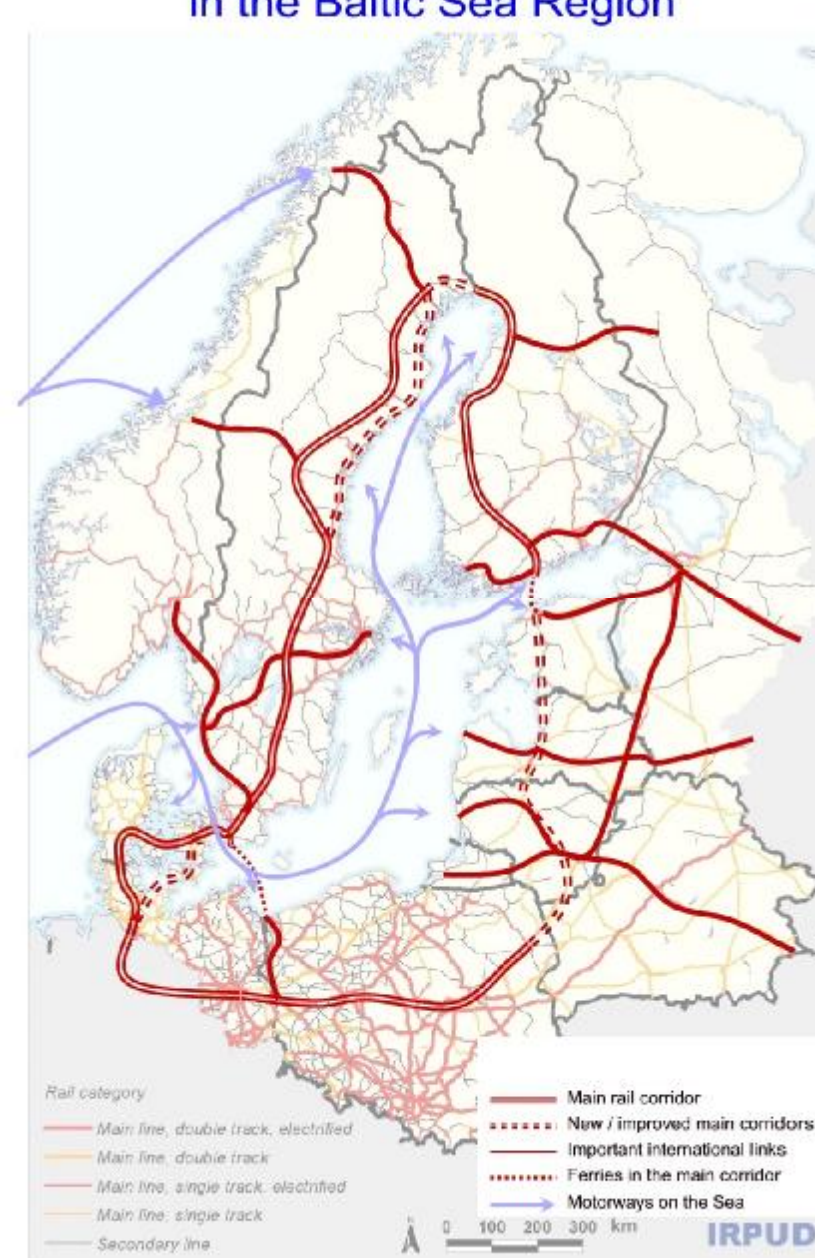 in the Baltic Sea Region
Rail category
Main line, double track, electrified
Main line, double track
Main line, single track, electrified
Main line, single track
Secondary line
Main rail corridor
New / improved main corridors
Important international links
Ferries in the main corridor
Motorways on the Sea
0 100 200 300 km
IRPUD